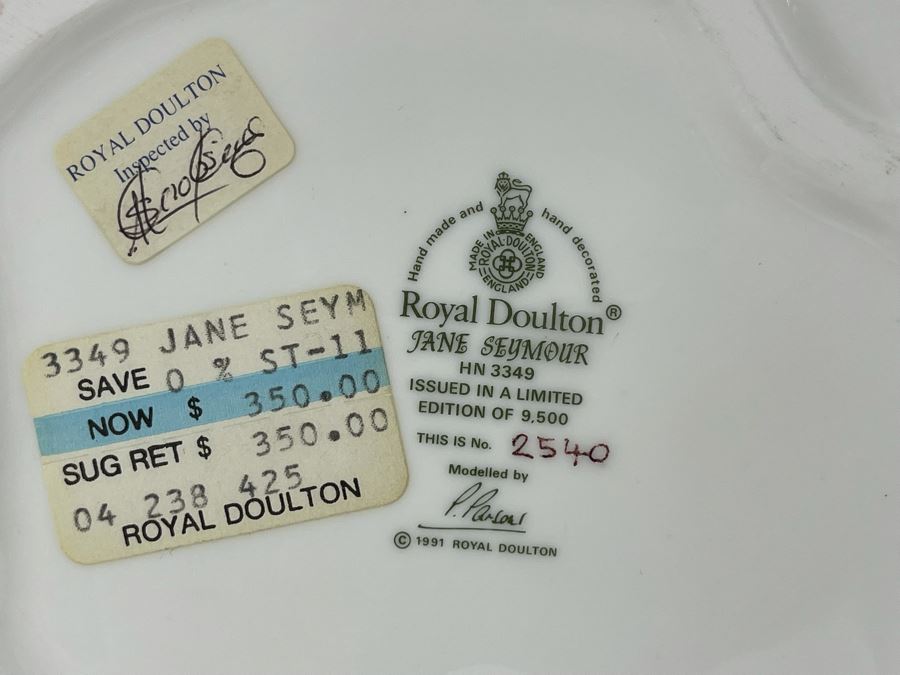 ROYAL DOULTON
Inspected by
3349 JANE SEYM
SAVE 0 % ST-11
NOW $ 350.00
SUG RET $ 350.00
04 238 425
ROYAL DOULTON
Hand made and hand decorated
MADE IN ENGLAND
ROYAL·DOULTON
ENGLAND
Royal Doulton®
JANE SEYMOUR
HN 3349
ISSUED IN A LIMITED
EDITION OF 9,500
THIS IS No. 2540
Modelled by
P. Parsons
© 1991 ROYAL DOULTON